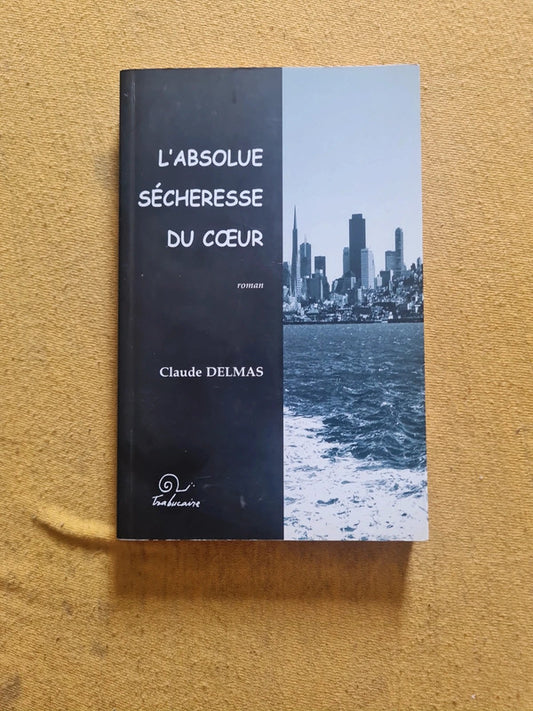 L'ABSOLUE
SÉCHERESSE
DU CŒUR
roman
Claude DELMAS
Trabucaire